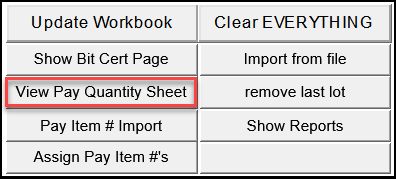 Update Workbook
Clear EVERYTHING
Show Bit Cert Page
Import from file
View Pay Quantity Sheet
remove last lot
Pay Item # Import
Show Reports
Assign Pay Item #'s